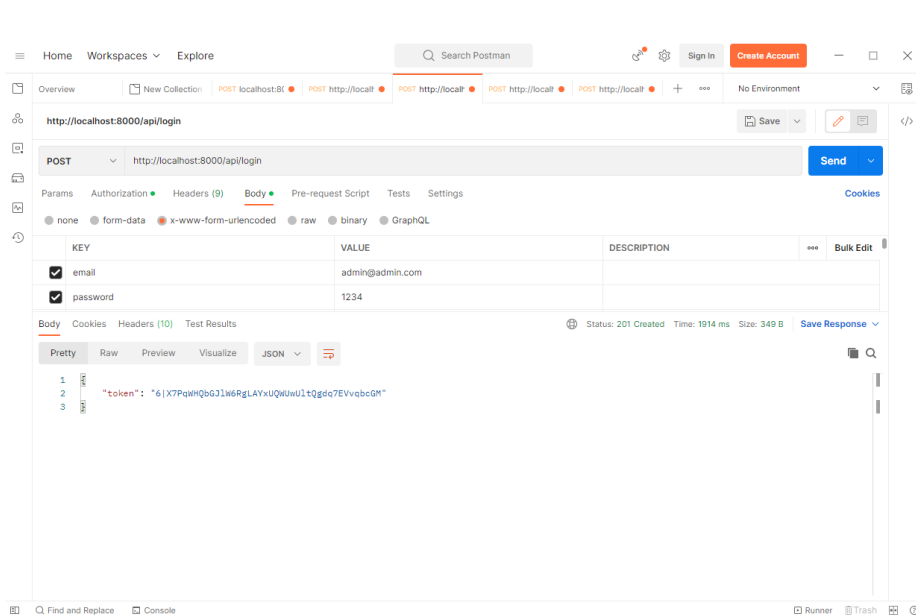 Home Workspaces Explore Search Postman Sign In Create Account
Overview New Collection POST localhost:8( POST http://localh POST http://localh POST http://localh POST http://localh + ooo No Environment
http://localhost:8000/api/login Save
POST http://localhost:8000/api/login Send
Params Authorization Headers (9) Body Pre-request Script Tests Settings Cookies
none form-data x-www-form-urlencoded raw binary GraphQL
KEY VALUE DESCRIPTION ooo Bulk Edit
email admin@admin.com
password 1234
Body Cookies Headers (10) Test Results Status: 201 Created Time: 1914 ms Size: 349 B Save Response
Pretty Raw Preview Visualize JSON
1 {
2 "token": "6|X7PqWHQbGJlW6RgLAYxUQWUwUltQgdq7EVvqbcGM"
3 }
Find and Replace Console Runner Trash